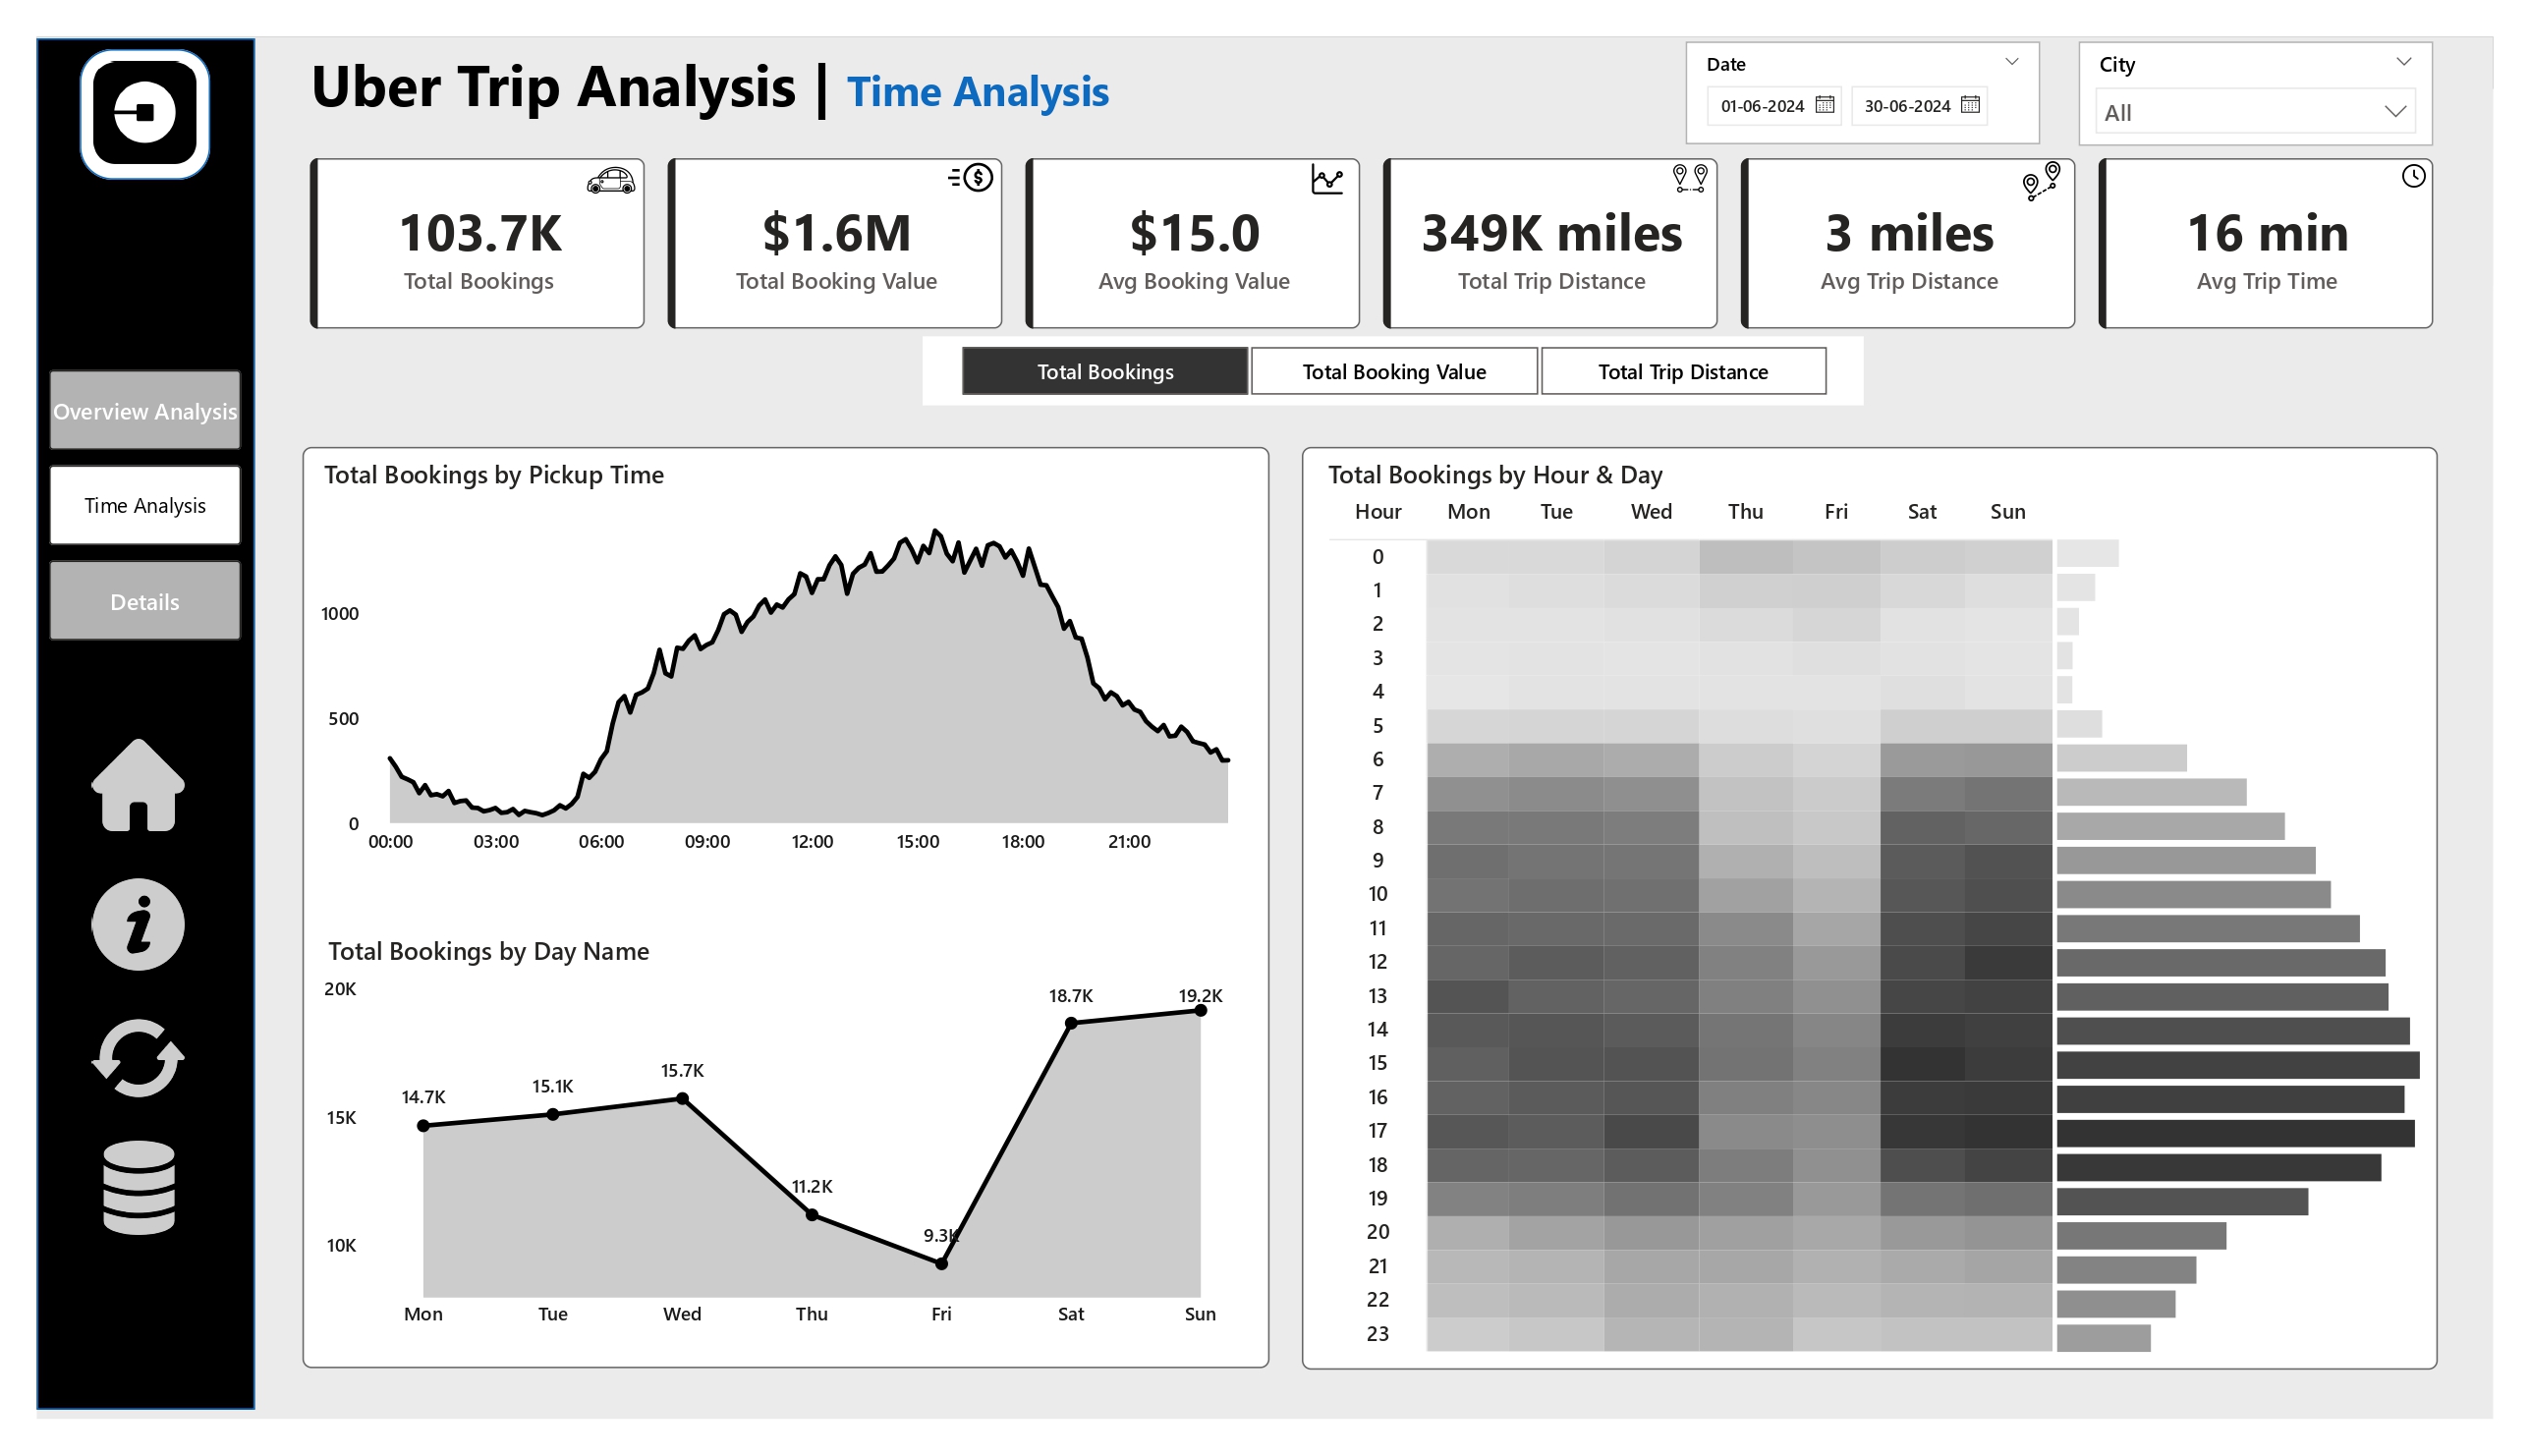 Uber Trip Analysis | Time Analysis
Date
01-06-2024 30-06-2024
City
All
103.7K
Total Bookings
$1.6M
Total Booking Value
$15.0
Avg Booking Value
349K miles
Total Trip Distance
3 miles
Avg Trip Distance
16 min
Avg Trip Time
Total Bookings Total Booking Value Total Trip Distance
Overview Analysis
Time Analysis
Details
Total Bookings by Pickup Time
1000
500
0
00:00 03:00 06:00 09:00 12:00 15:00 18:00 21:00
Total Bookings by Day Name
20K
15K
10K
14.7K 15.1K 15.7K 11.2K 9.3K 18.7K 19.2K
Mon Tue Wed Thu Fri Sat Sun
Total Bookings by Hour & Day
Hour Mon Tue Wed Thu Fri Sat Sun
0
1
2
3
4
5
6
7
8
9
10
11
12
13
14
15
16
17
18
19
20
21
22
23